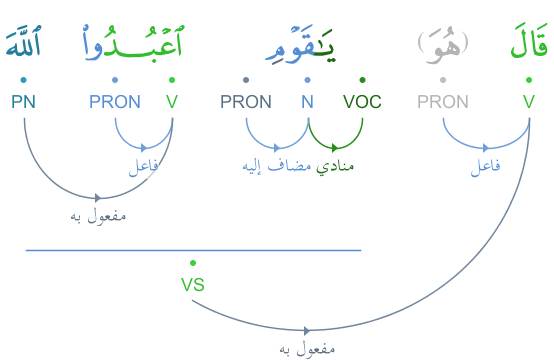 قَالَ (هُوَ) يَـٰقَوْمِ ٱعْبُدُوا۟ ٱللَّهَ
V PRON VOC N PRON V PRON PN
فاعل منادي مضاف إليه فاعل
مفعول به
VS
مفعول به